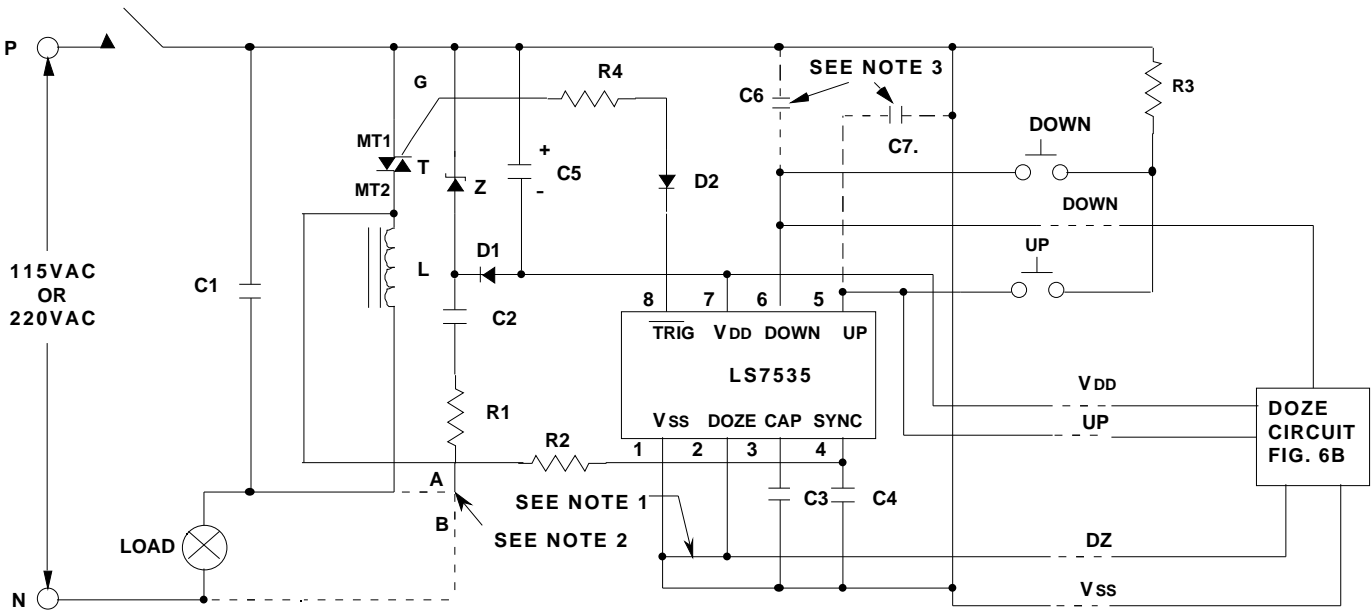 P
G
R4
SEE NOTE 3
C6
R3
MT1
T
C7.
DOWN
MT2
Z
+
C5
-
D2
DOWN
115VAC
OR
220VAC
C1
L
D1
UP
C2
8 7 6 5
TRIG VDD DOWN UP
LS7535
R1
VSS DOZE CAP SYNC
VDD
UP
DOZE
CIRCUIT
FIG. 6B
R2
1 2 3 4
A
B
SEE NOTE 1
C3
C4
SEE NOTE 2
LOAD
DZ
VSS
N